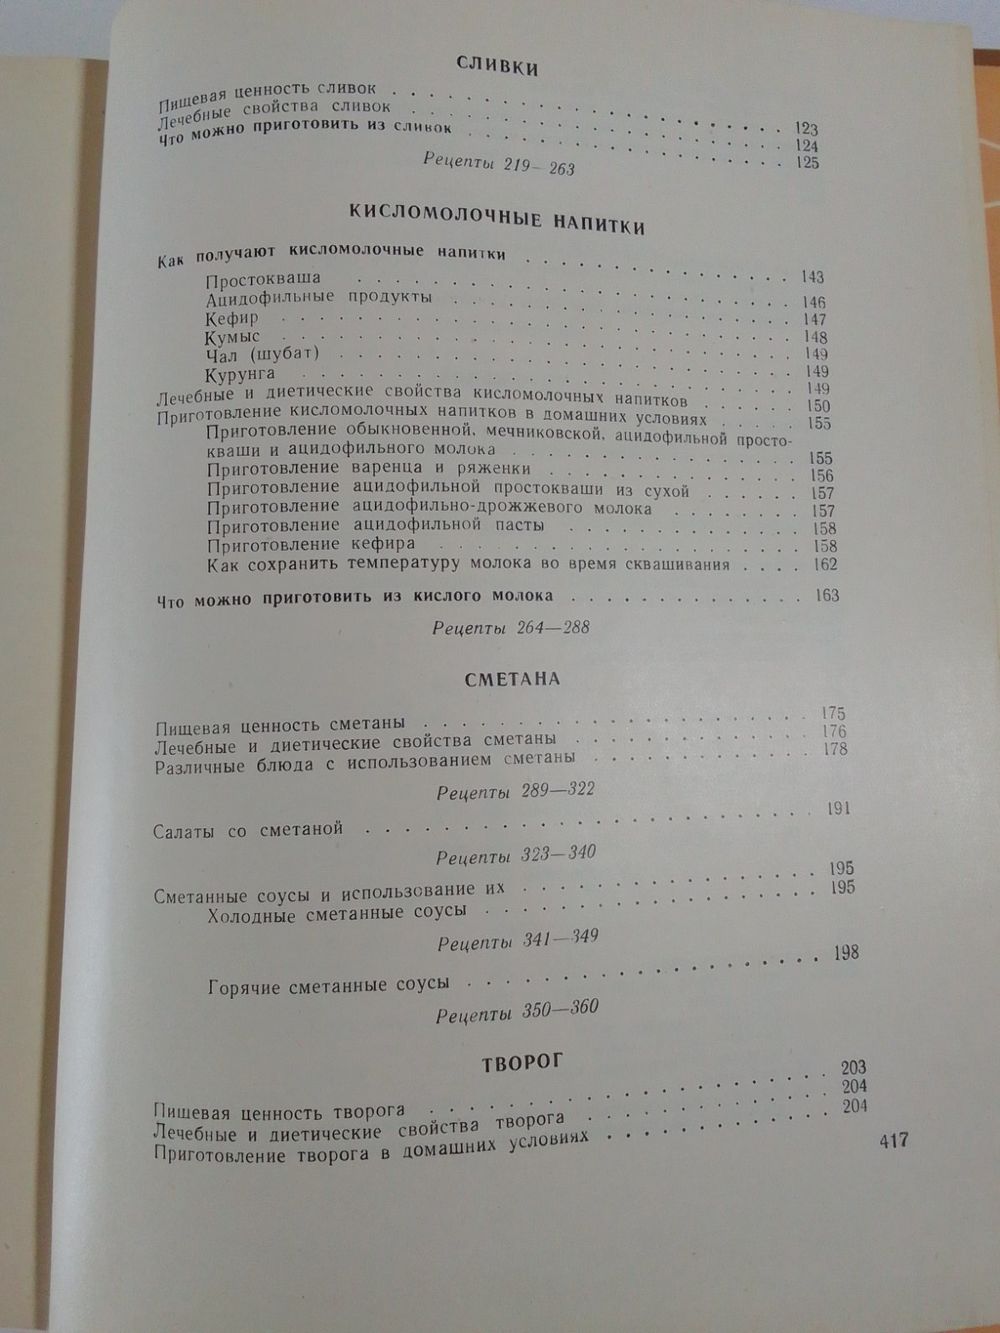 СЛИВКИ
Пищевая ценность сливок . . . . . . . . . . . . . . . . . . . . 123
Лечебные свойства сливок . . . . . . . . . . . . . . . . . . . 124
Что можно приготовить из сливок . . . . . . . . . . . . . . . . 125
Рецепты 219—263
КИСЛОМОЛОЧНЫЕ НАПИТКИ
Как получают кисломолочные напитки . . . . . . . . . . . . . . 143
Простокваша . . . . . . . . . . . . . . . . . . . . . 146
Ацидофильные продукты . . . . . . . . . . . . . . . . . 147
Кефир . . . . . . . . . . . . . . . . . . . . . . . . 148
Кумыс . . . . . . . . . . . . . . . . . . . . . . . . 149
Чал (шубат) . . . . . . . . . . . . . . . . . . . . . 149
Курунга . . . . . . . . . . . . . . . . . . . . . . . 149
Лечебные и диетические свойства кисломолочных напитков . . . . . . 150
Приготовление кисломолочных напитков в домашних условиях . . . . . 155
Приготовление обыкновенной, мечниковской, ацидофильной просто-
кваши и ацидофильного молока . . . . . . . . . . . . . . 155
Приготовление варенца и ряженки . . . . . . . . . . . . . 156
Приготовление ацидофильной простокваши из сухой . . . . . . 157
Приготовление ацидофильно-дрожжевого молока . . . . . . . . 157
Приготовление ацидофильной пасты . . . . . . . . . . . . 158
Приготовление кефира . . . . . . . . . . . . . . . . . . 158
Как сохранить температуру молока во время сквашивания . . . . 162
Что можно приготовить из кислого молока . . . . . . . . . . . . . 163
Рецепты 264—288
СМЕТАНА
Пищевая ценность сметаны . . . . . . . . . . . . . . . . . . 175
Лечебные и диетические свойства сметаны . . . . . . . . . . . . 176
Различные блюда с использованием сметаны . . . . . . . . . . . 178
Рецепты 289—322
Салаты со сметаной . . . . . . . . . . . . . . . . . . . . 191
Рецепты 323—340
Сметанные соусы и использование их . . . . . . . . . . . . . . 195
Холодные сметанные соусы . . . . . . . . . . . . . . . . 195
Рецепты 341—349
Горячие сметанные соусы . . . . . . . . . . . . . . . . . 198
Рецепты 350—360
ТВОРОГ
Пищевая ценность творога . . . . . . . . . . . . . . . . . . 203
Лечебные и диетические свойства творога . . . . . . . . . . . . 204
Приготовление творога в домашних условиях . . . . . . . . . . . 204
417